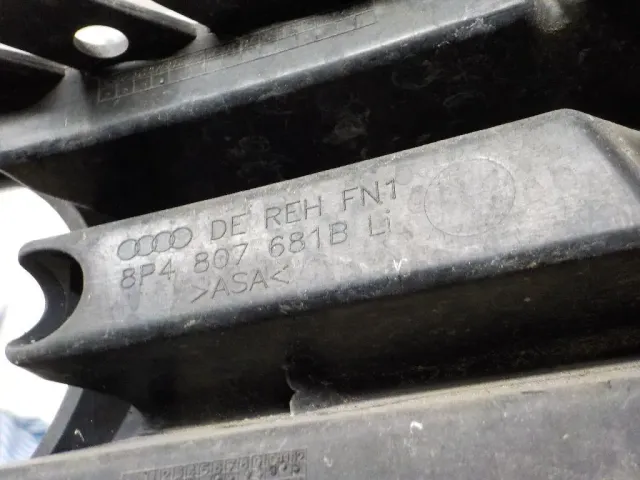 DE REH FN1
8P4 807 681B Li
>ASA<